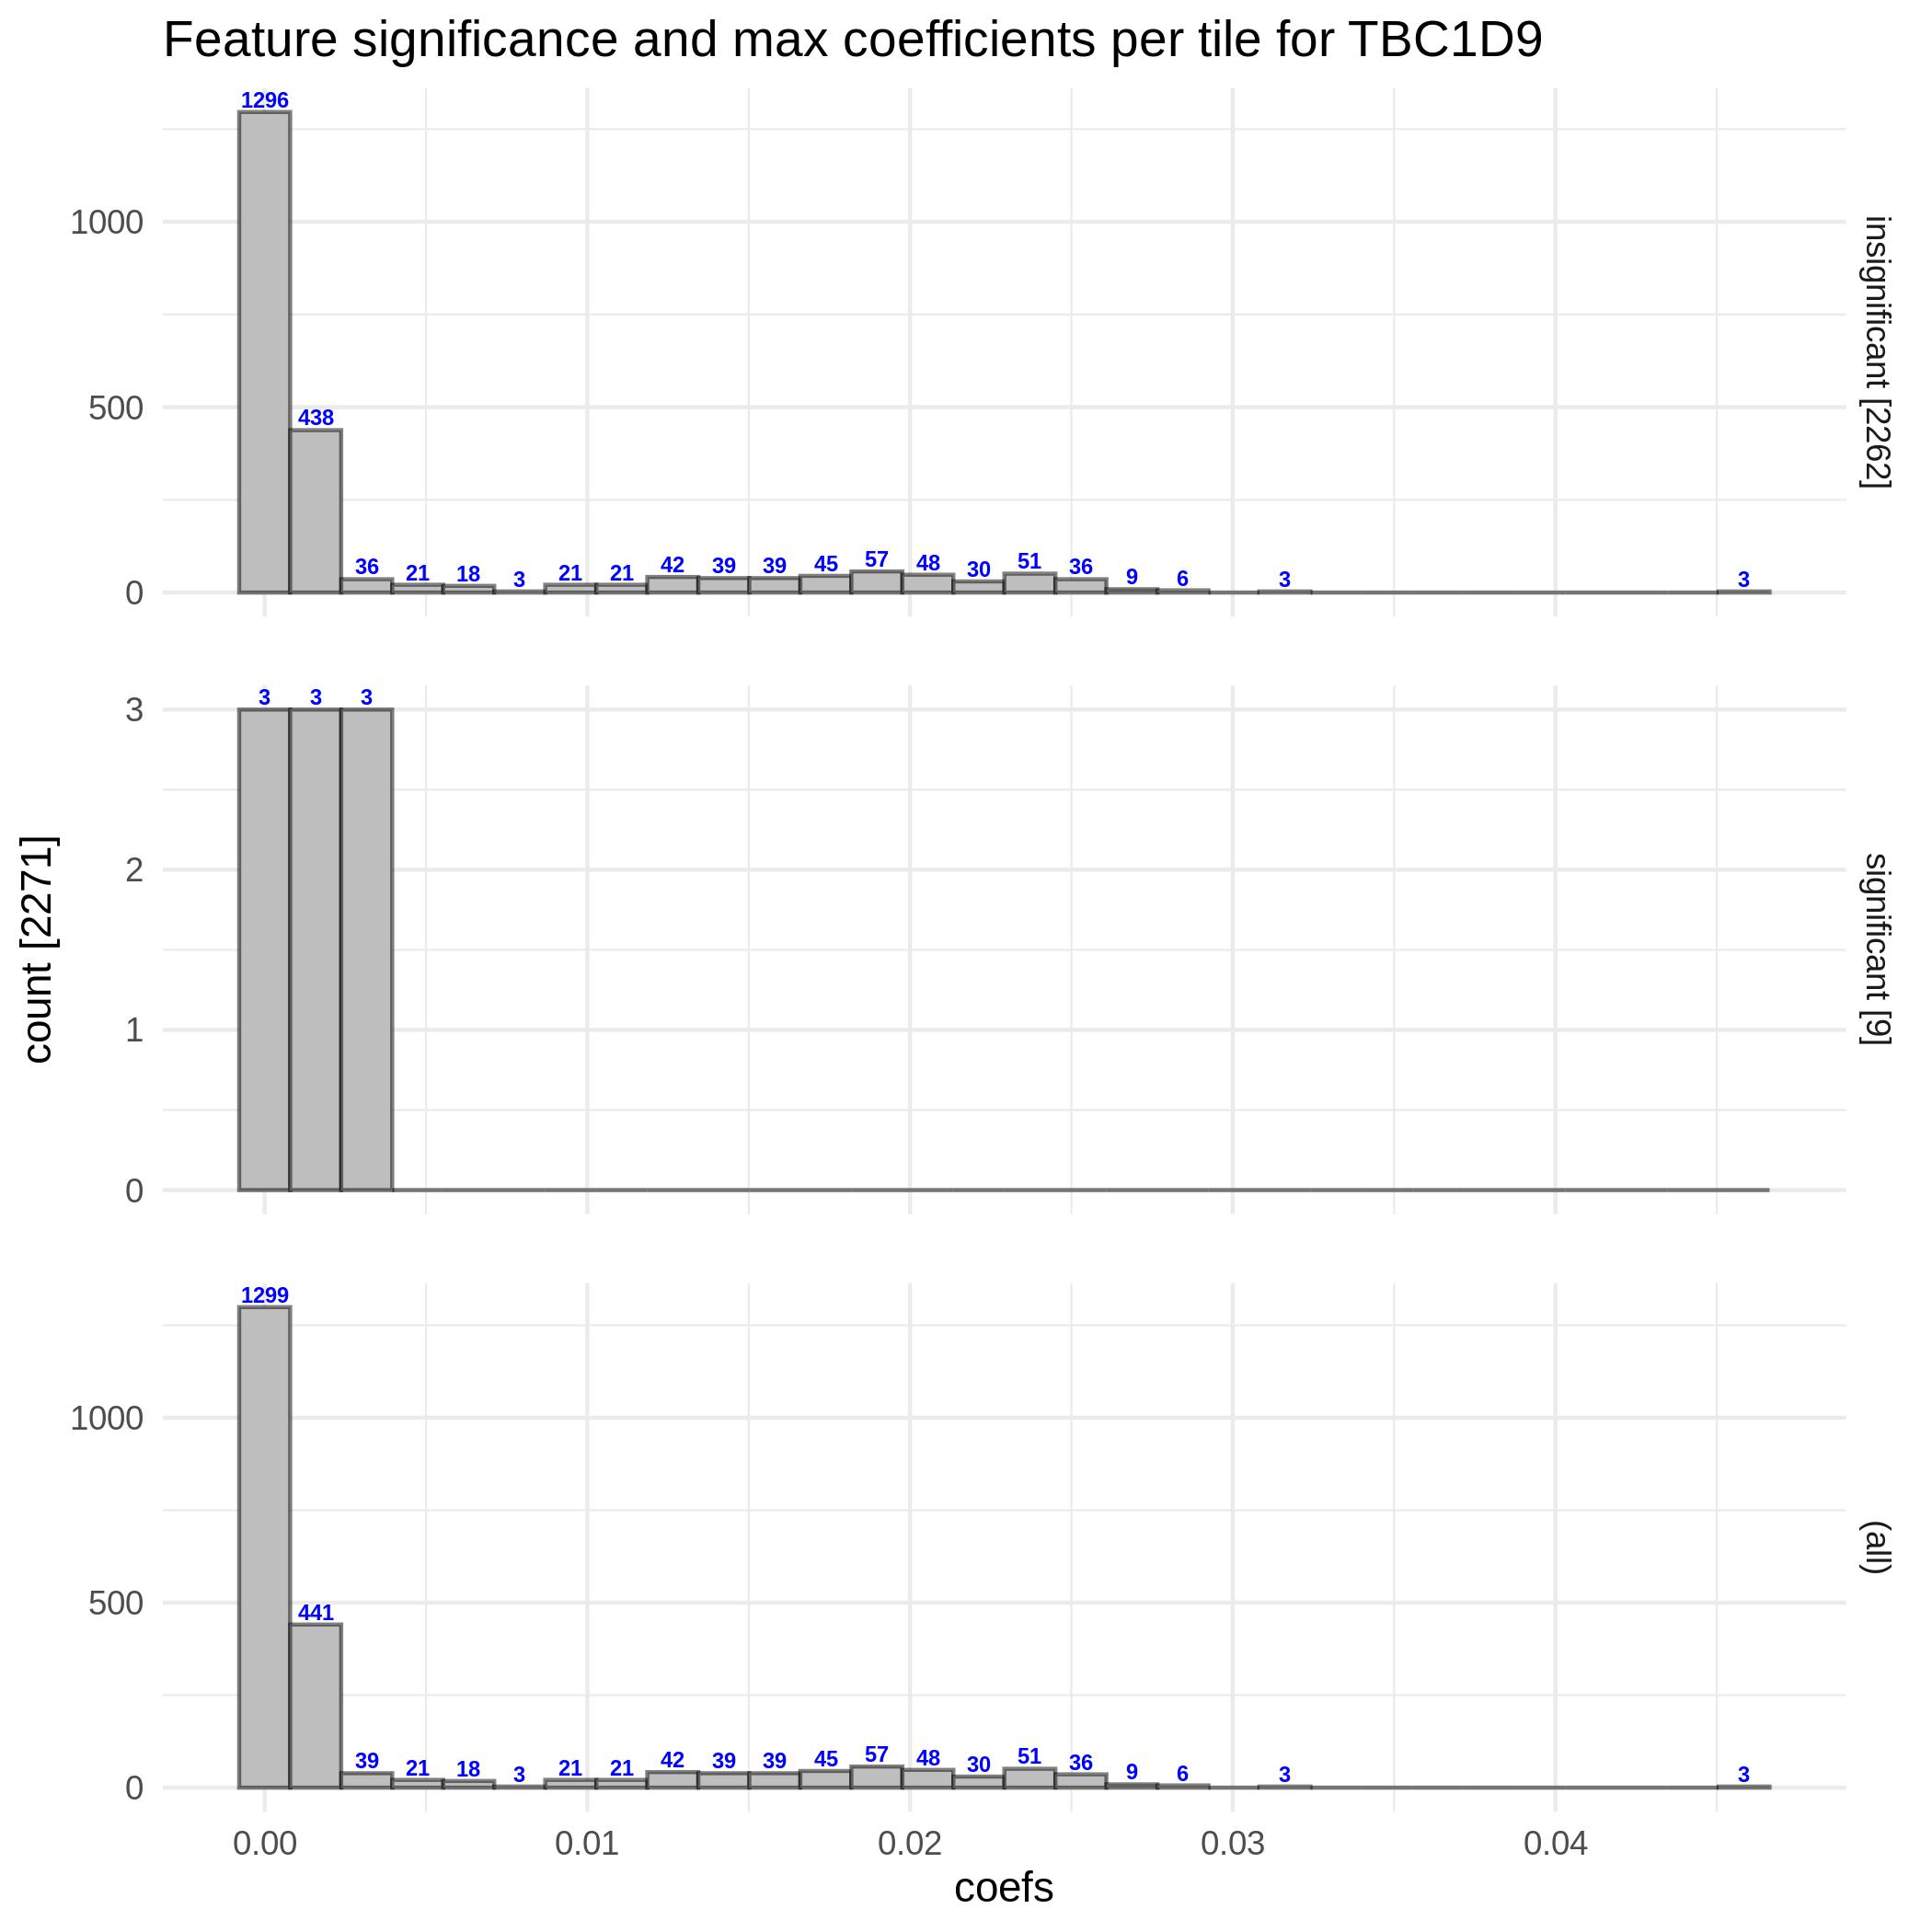 Feature significance and max coefficients per tile for TBC1D9
1296
438
36 21 18 3 21 21 42 39 39 45 57 48 30 51 36 9 6 3 3
1000
500
0
insignificant [2262]
3 3 3
3
2
1
0
significant [9]
count [2271]
1299
441
39 21 18 3 21 21 42 39 39 45 57 48 30 51 36 9 6 3 3
1000
500
0
(all)
0.00 0.01 0.02 0.03 0.04
coefs